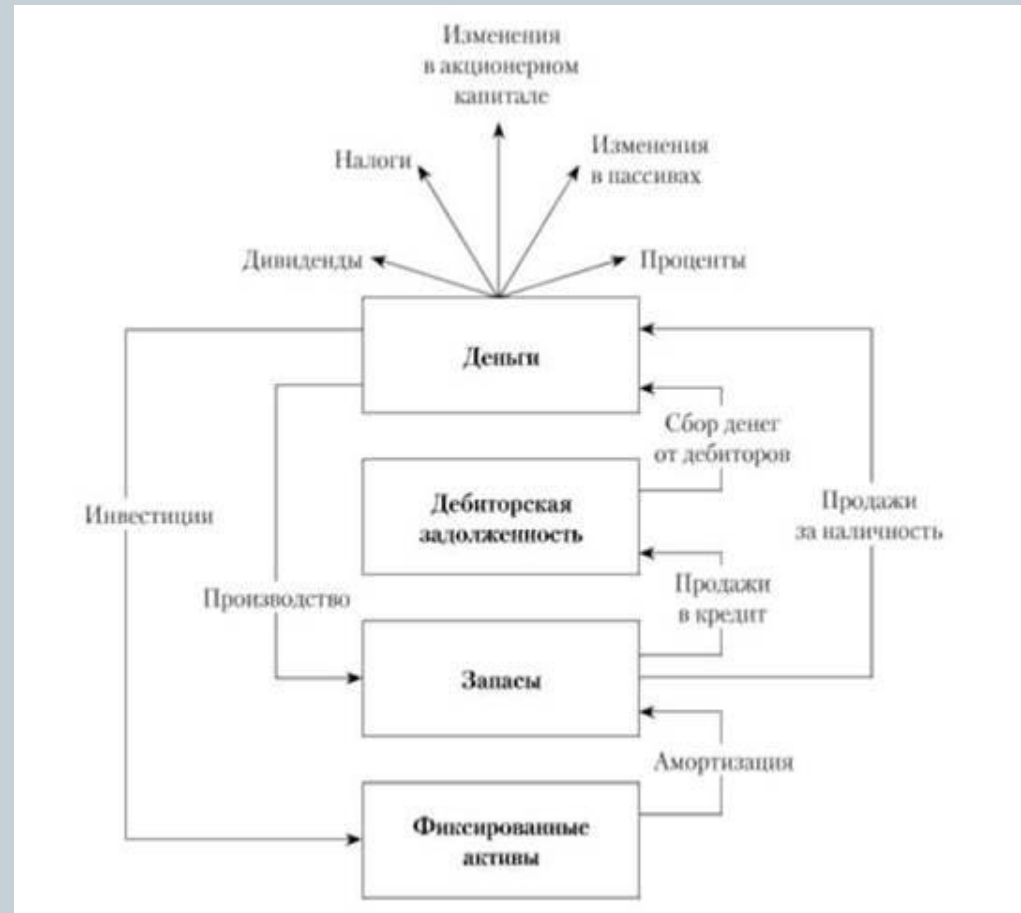 Изменения
в акционерном
капитале
Налоги
Изменения
в пассивах
Дивиденды
Проценты
Деньги
Сбор денег
от дебиторов
Дебиторская
задолженность
Инвестиции
Продажи
за наличность
Производство
Продажи
в кредит
Запасы
Амортизация
Фиксированные
активы